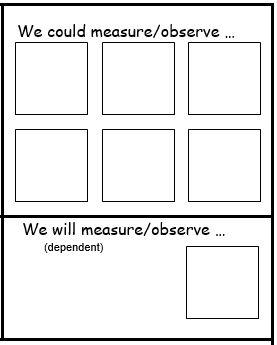 We could measure/observe ...
We will measure/observe ...
(dependent)